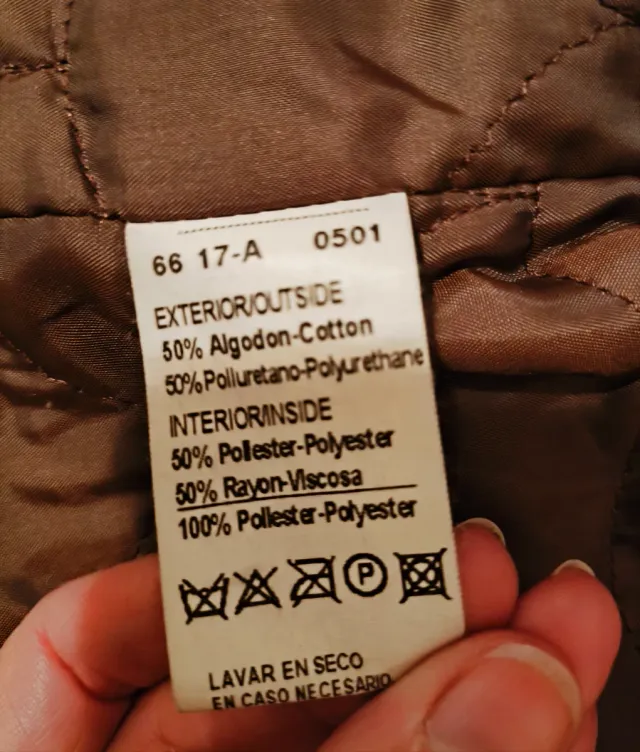 66 17-A 0501
EXTERIOR/OUTSIDE
50% Algodon-Cotton
50% Poliuretano-Polyurethane
INTERIOR/INSIDE
50% Poliester-Polyester
50% Rayon-Viscosa
100% Poliester-Polyester
P
LAVAR EN SECO
EN CASO NECESARIO